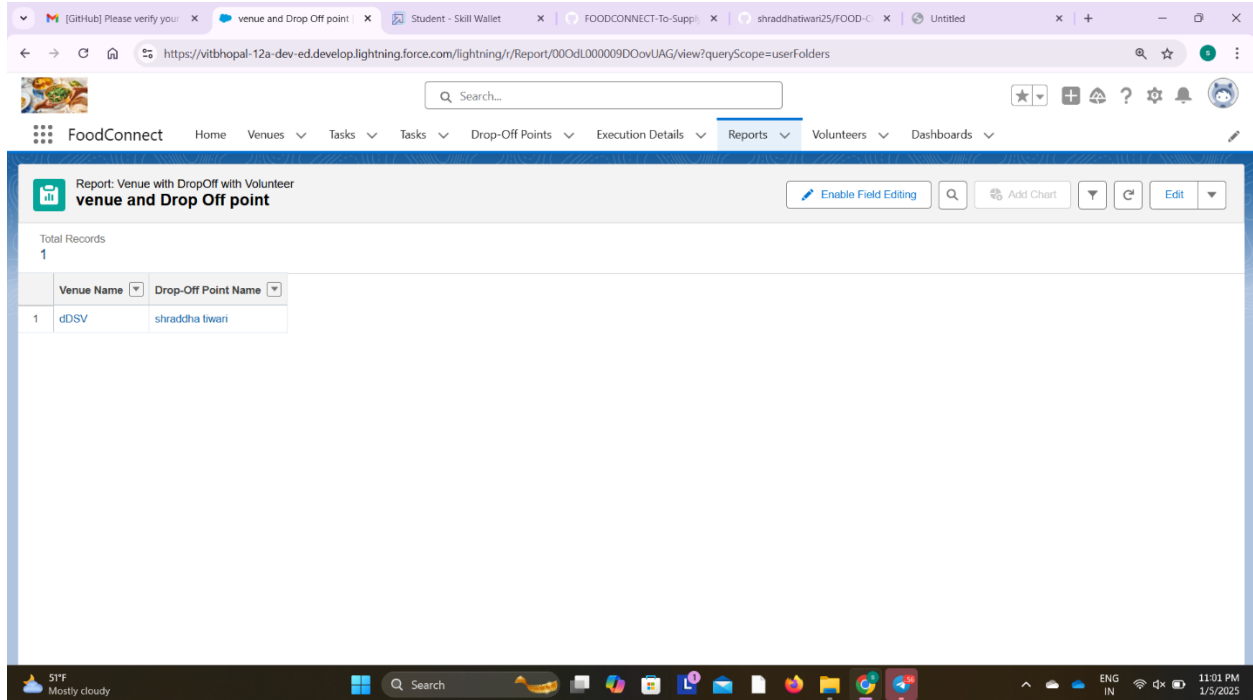 [GitHub] Please verify your
venue and Drop Off point |
Student - Skill Wallet
FOODCONNECT-To-Suppl
shraddhatiwari25/FOOD-C
Untitled
https://vitbhopal-12a-dev-ed.develop.lightning.force.com/lightning/r/Report/00OdL000009DOovUAG/view?queryScope=userFolders
s
Search...
FoodConnect Home Venues Tasks Tasks Drop-Off Points Execution Details Reports Volunteers Dashboards
Report: Venue with DropOff with Volunteer
venue and Drop Off point
Enable Field Editing
Add Chart
Edit
Total Records
1
Venue Name Drop-Off Point Name
1 dDSV shraddha tiwari
51°F
Mostly cloudy
Search
ENG
IN
11:01 PM
1/5/2025